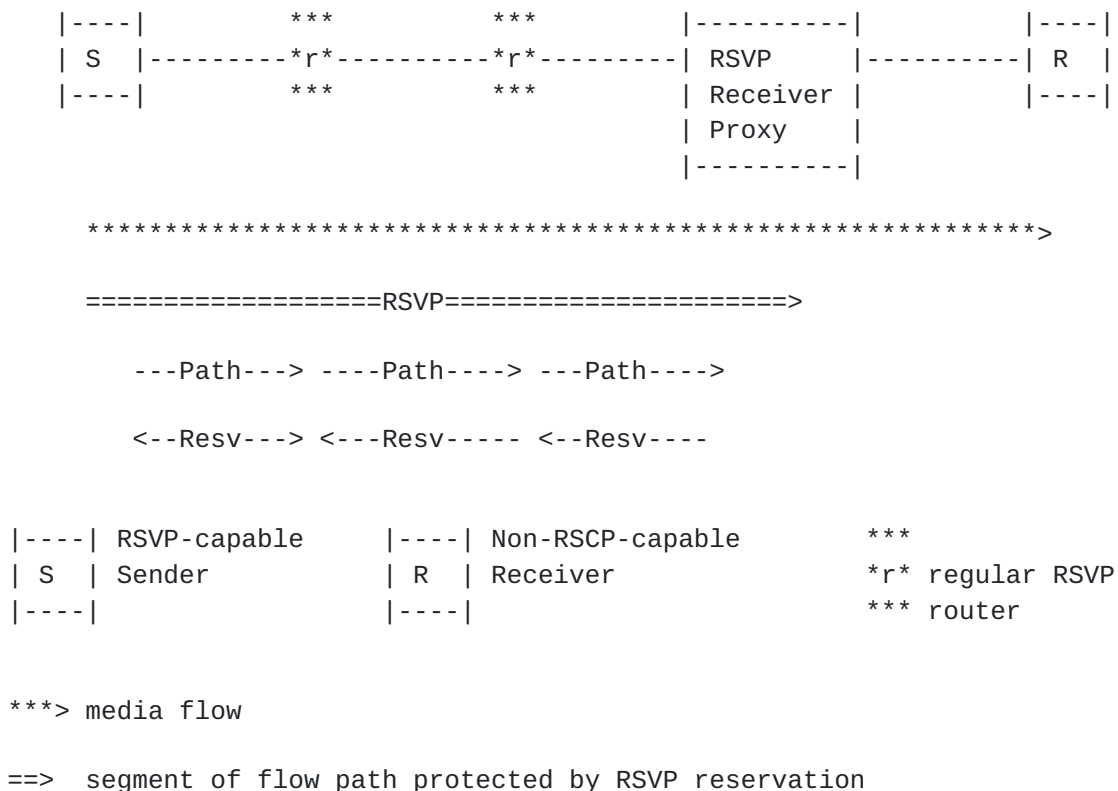 |----|         ***          ***         |----------|           |----|
| S  |---------*r*----------*r*---------| RSVP     |----------| R  |
|----|         ***          ***         | Receiver |           |----|
| Proxy    |
|----------|
*************************************************************>
===================RSVP======================>
---Path---> ----Path----> ---Path---->
<--Resv---> <---Resv----- <--Resv----
|----| RSVP-capable     |----| Non-RSCP-capable        ***
| S  | Sender           | R  | Receiver               *r* regular RSVP
|----|                  |----|                         *** router
***> media flow
==>  segment of flow path protected by RSVP reservation